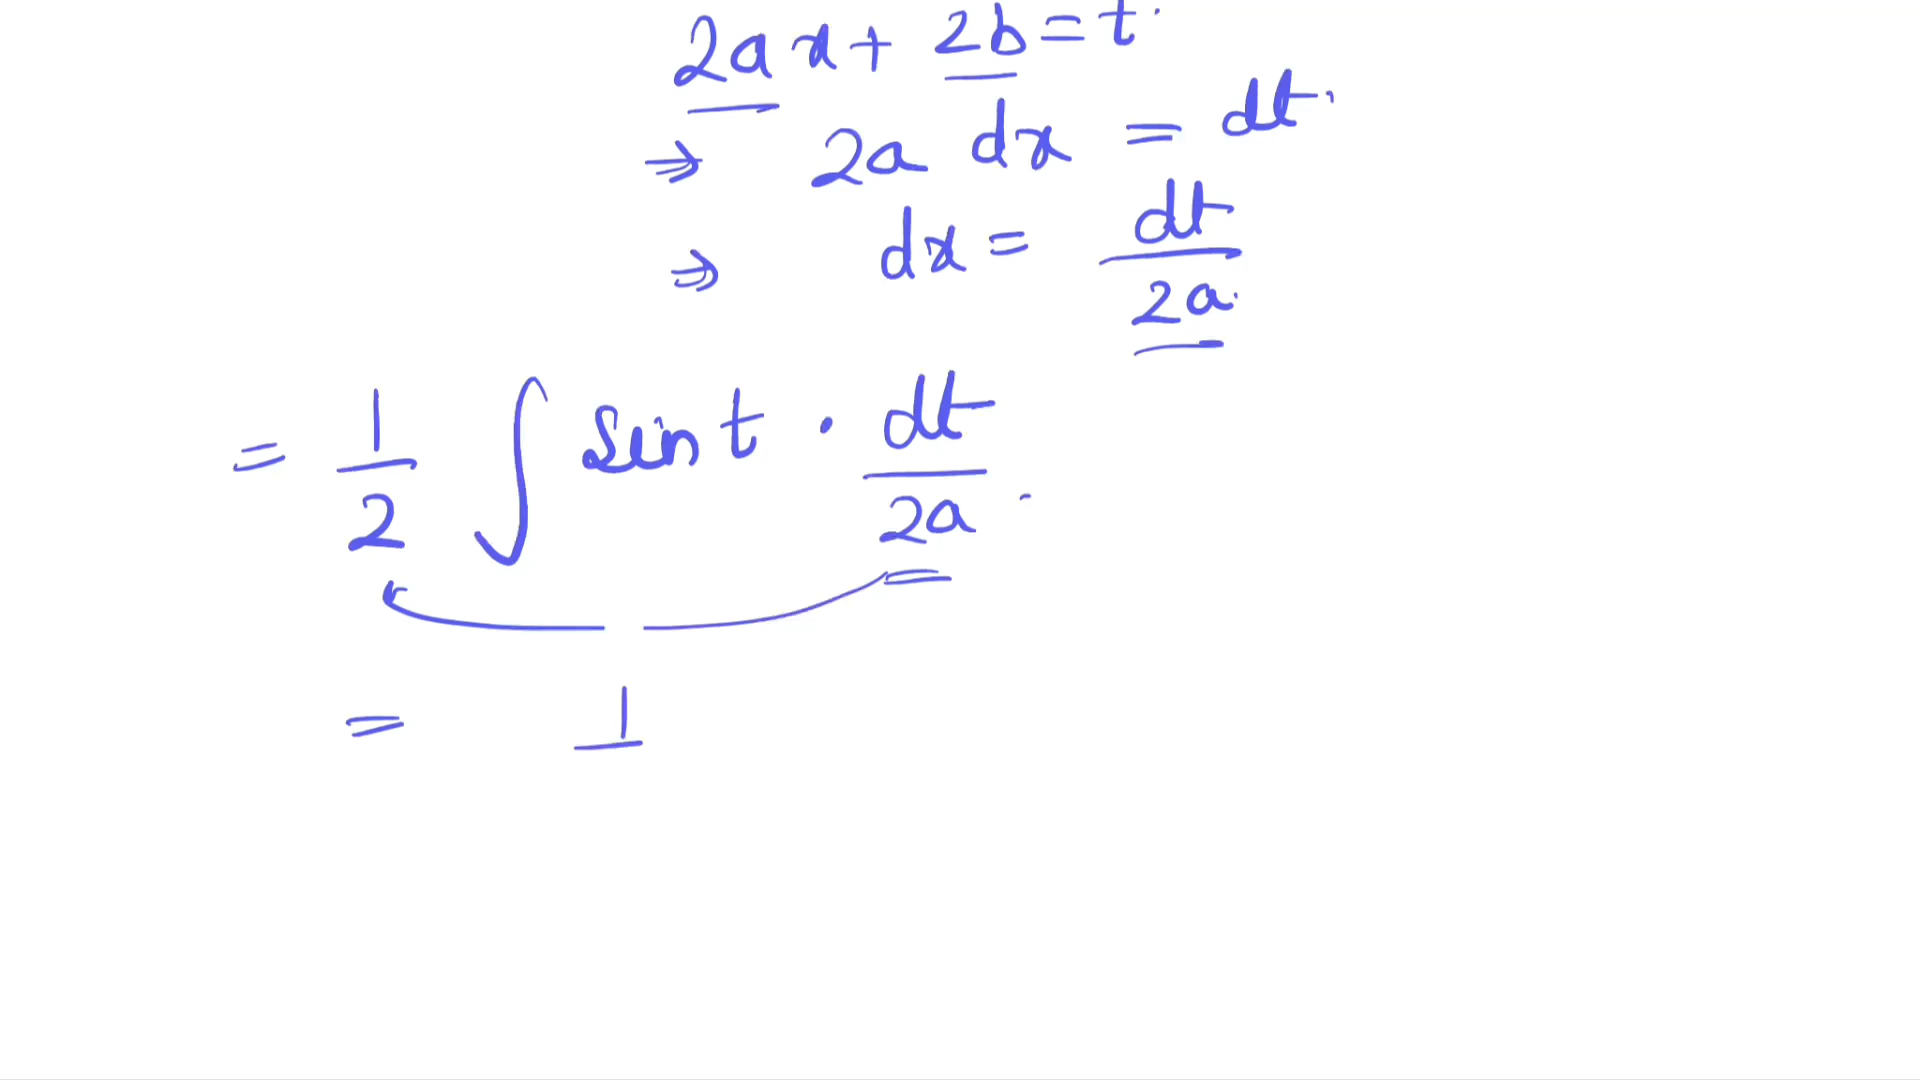 2ax + 2b = t.
⇒ 2a dx = dt.
⇒ dx = dt/2a.
= 1/2 ∫ sin t · dt/2a.
= 1/